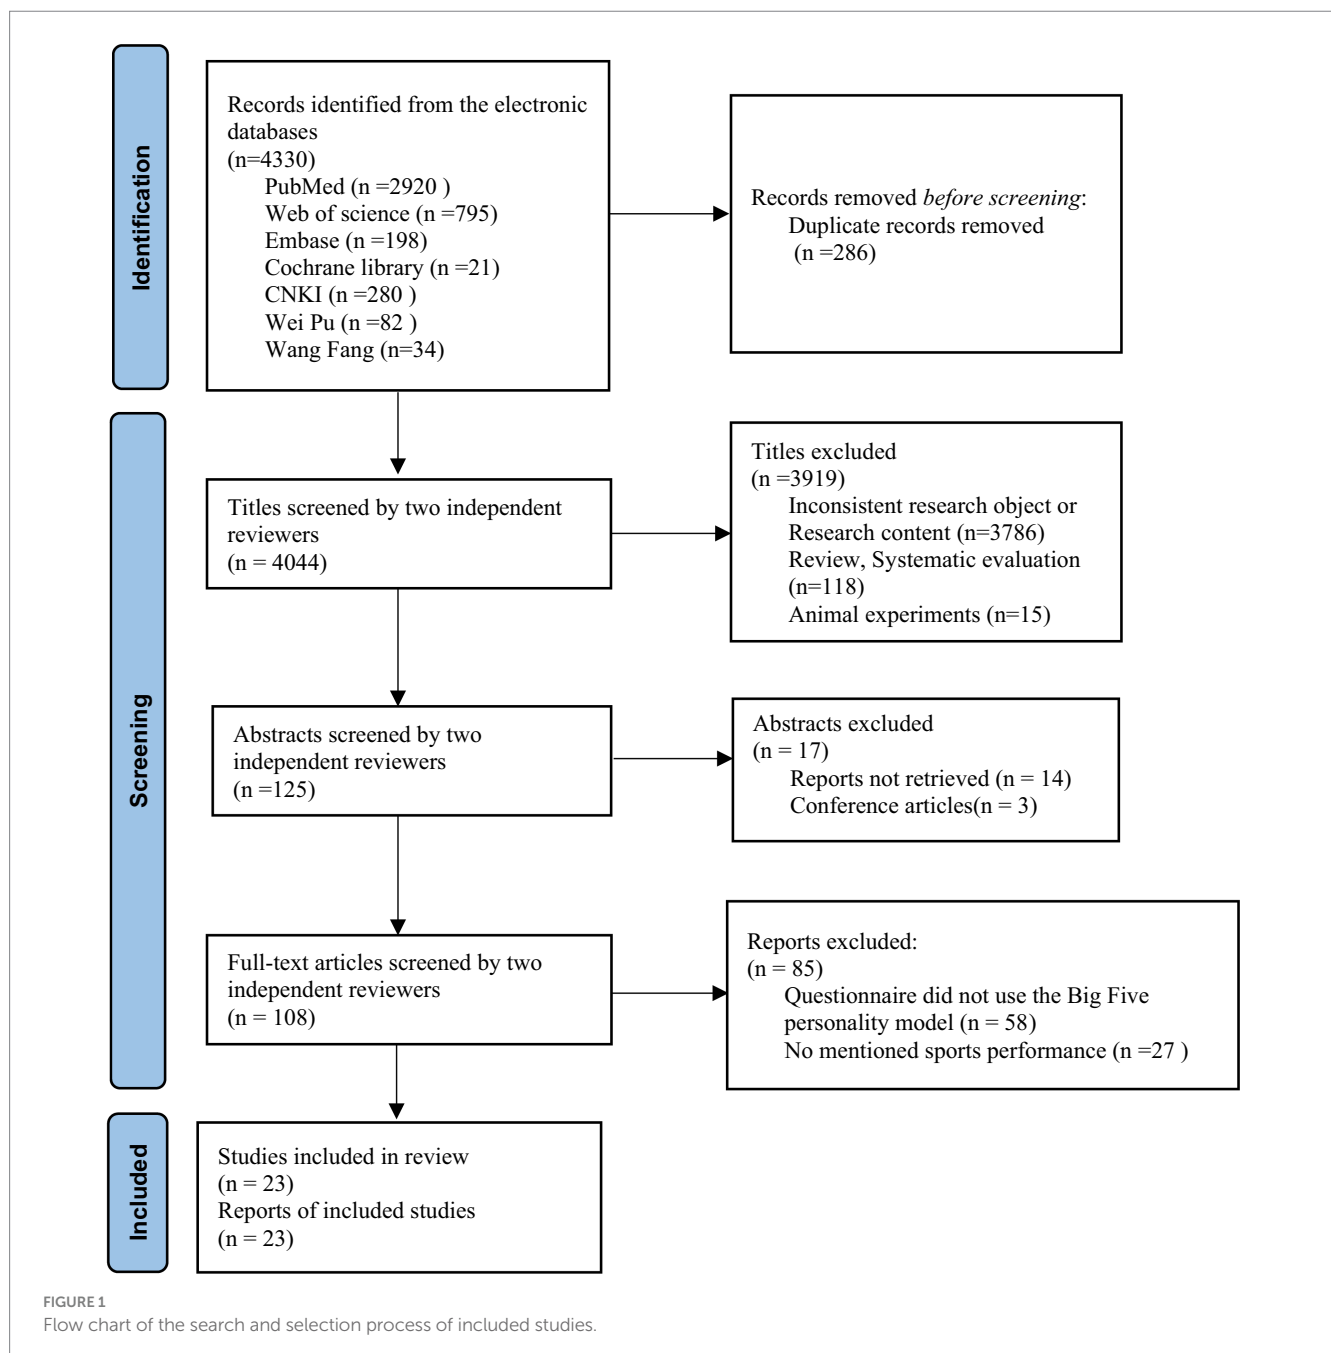 Identification
Records identified from the electronic
databases
(n=4330)
PubMed (n =2920 )
Web of science (n =795)
Embase (n =198)
Cochrane library (n =21)
CNKI (n =280 )
Wei Pu (n =82 )
Wang Fang (n=34)
Records removed before screening:
Duplicate records removed
(n =286)
Screening
Titles screened by two independent
reviewers
(n = 4044)
Titles excluded
(n =3919)
Inconsistent research object or
Research content (n=3786)
Review, Systematic evaluation
(n=118)
Animal experiments (n=15)
Abstracts screened by two
independent reviewers
(n =125)
Abstracts excluded
(n = 17)
Reports not retrieved (n = 14)
Conference articles(n = 3)
Full-text articles screened by two
independent reviewers
(n = 108)
Reports excluded:
(n = 85)
Questionnaire did not use the Big Five
personality model (n = 58)
No mentioned sports performance (n =27 )
Included
Studies included in review
(n = 23)
Reports of included studies
(n = 23)
FIGURE 1
Flow chart of the search and selection process of included studies.